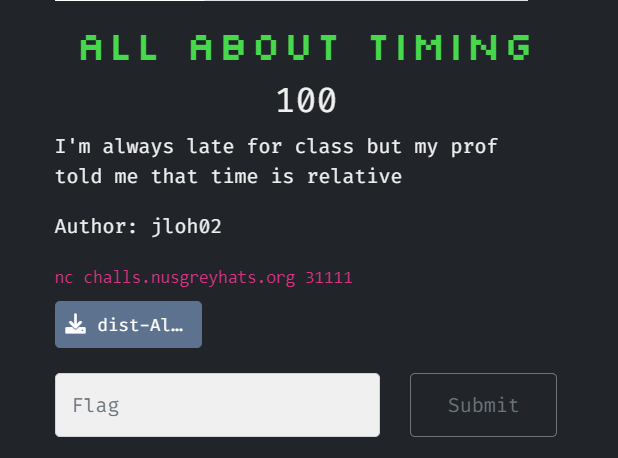 ALL ABOUT TIMING
100
I'm always late for class but my prof
told me that time is relative
Author: jloh02
nc challs.nusgreyhats.org 31111
dist-Al…
Flag
Submit